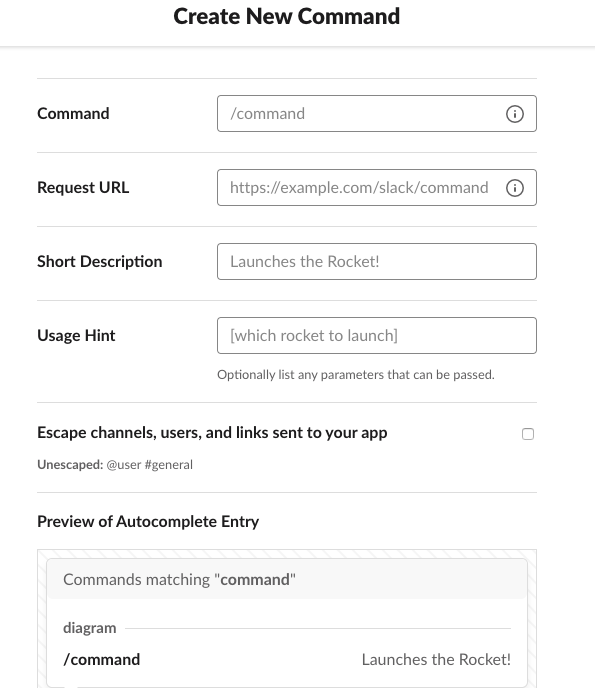 Create New Command
Command
/command
Request URL
https://example.com/slack/command
Short Description
Launches the Rocket!
Usage Hint
[which rocket to launch]
Optionally list any parameters that can be passed.
Escape channels, users, and links sent to your app
Unescaped: @user #general
Preview of Autocomplete Entry
Commands matching "command"
diagram
/command Launches the Rocket!